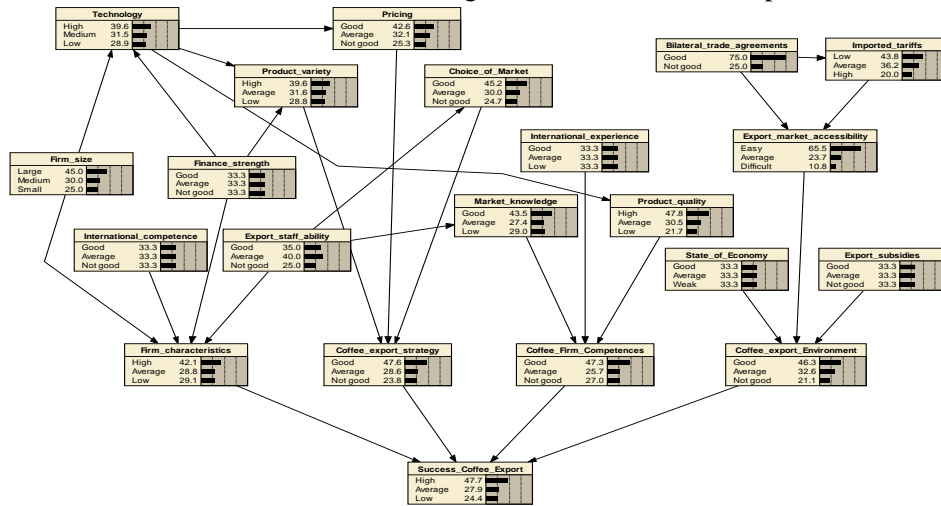 Technology
High 39.6
Medium 31.5
Low 28.9
Pricing
Good 42.6
Average 32.1
Not good 25.3
Bilateral_trade_agreements
Good 75.0
Not good 25.0
Imported_tariffs
Low 43.8
Average 36.2
High 20.0
Product_variety
High 39.6
Average 31.6
Low 28.8
Choice_of_Market
Good 45.2
Average 30.0
Not good 24.7
International_experience
Good 33.3
Average 33.3
Low 33.3
Export_market_accessibility
Easy 65.5
Average 23.7
Difficult 10.8
Firm_size
Large 45.0
Medium 30.0
Small 25.0
Finance_strength
Good 33.3
Average 33.3
Not good 33.3
Market_knowledge
Good 43.5
Average 27.4
Low 29.0
Product_quality
High 47.8
Average 30.5
Low 21.7
International_competence
Good 33.3
Average 33.3
Not good 33.3
Export_staff_ability
Good 35.0
Average 40.0
Not good 25.0
State_of_Economy
Good 33.3
Average 33.3
Weak 33.3
Export_subsidies
Good 33.3
Average 33.3
Not good 33.3
Firm_characteristics
High 42.1
Average 28.8
Low 29.1
Coffee_export_strategy
Good 47.6
Average 28.6
Not good 23.8
Coffee_Firm_Competences
Good 47.3
Average 25.7
Not good 27.0
Coffee_export_Environment
Good 46.3
Average 32.6
Not good 21.1
Success_Coffee_Export
High 47.7
Average 27.9
Low 24.4